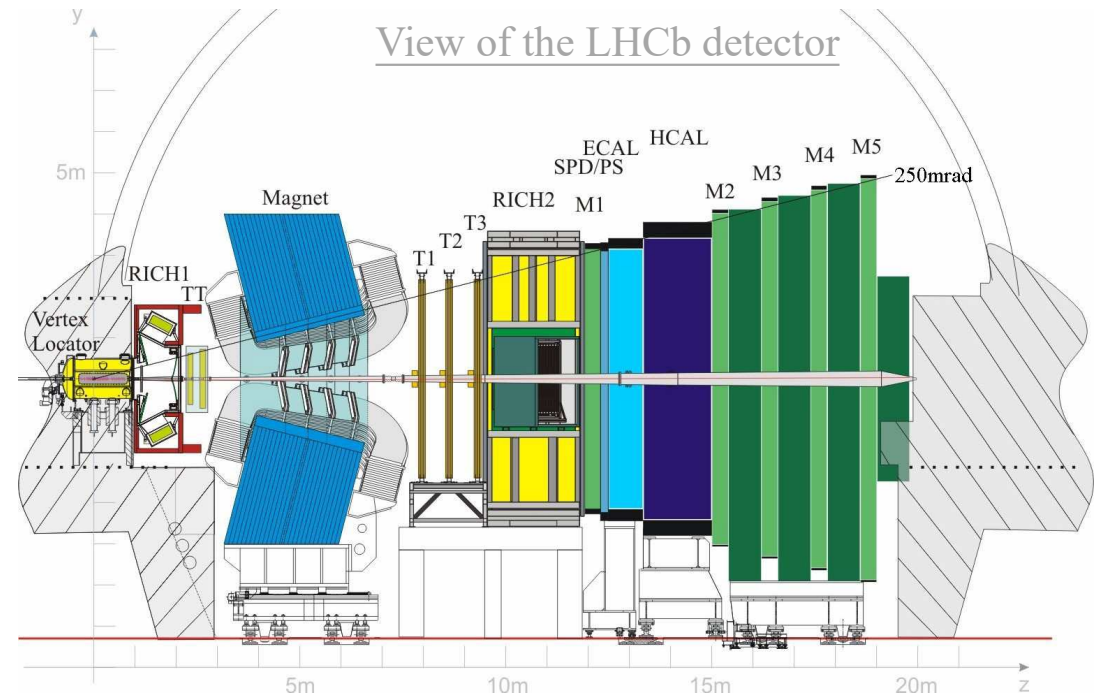 y
View of the LHCb detector
5m
Magnet
RICH1
TT
Vertex
Locator
T1
T2
T3
RICH2
SPD/PS
ECAL
HCAL
M1
M2
M3
M4
M5
250mrad
5m
10m
15m
20m
z